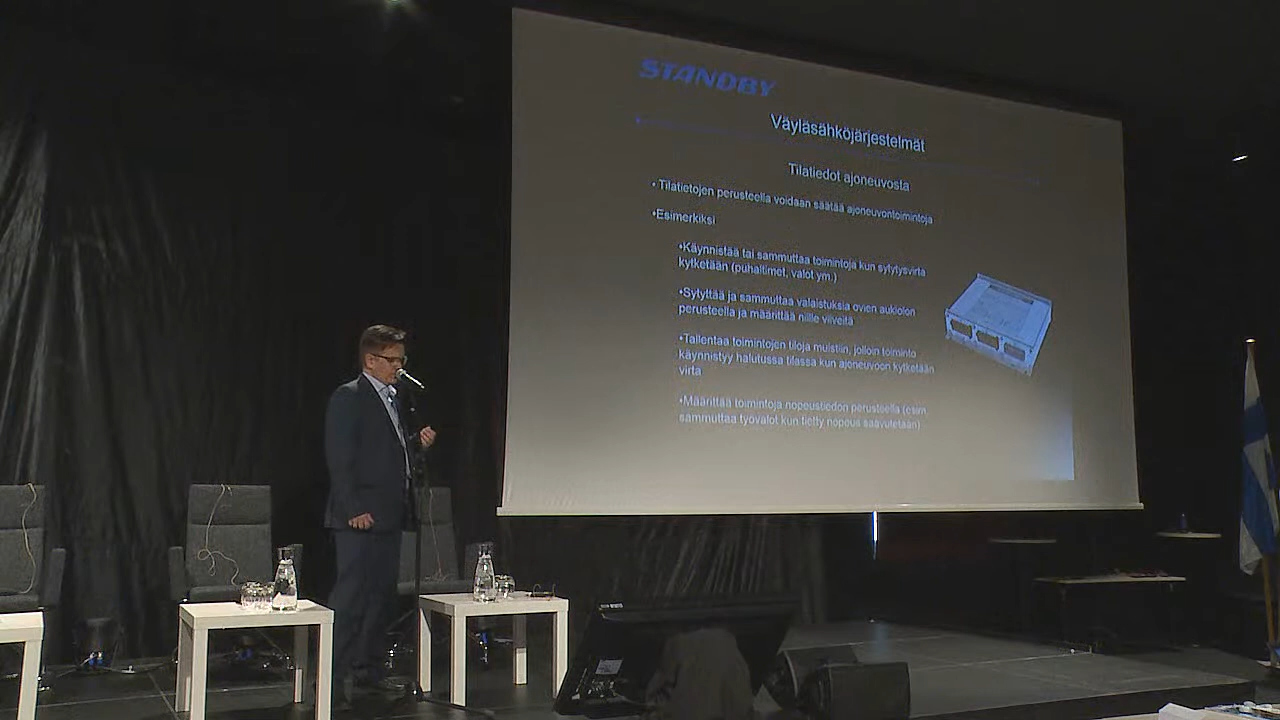 STANDBY
Väyläsähköjärjestelmät
Tilatiedot ajoneuvosta
• Tilatietojen perusteella voidaan säätää ajoneuvontoimintoja
•Esimerkiksi
•Käynnistää tai sammuttaa toimintoja kun sytytysvirta
kytketään (puhaltimet, valot ym.)
•Sytyttää ja sammuttaa valaistuksia ovien aukiolon
perusteella ja määrittää niille viiveitä
•Tallentaa toimintojen tiloja muistiin, jolloin toiminto
käynnistyy halutussa tilassa kun ajoneuvoon kytketään
virta
•Määrittää toimintoja nopeustiedon perusteella (esim.
sammuttaa työvalot kun tietty nopeus saavutetaan)